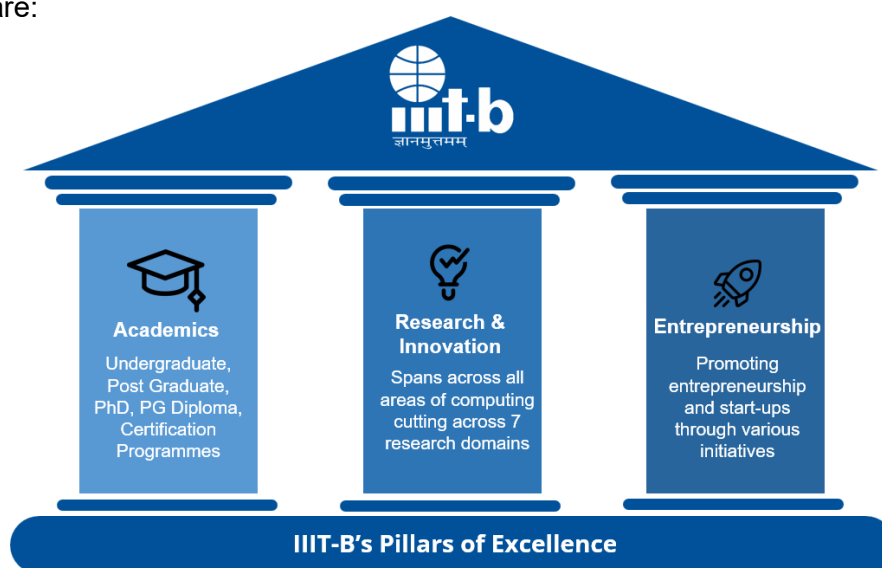 are:
iiit-b
ज्ञानमुत्तमम्
Academics
Undergraduate,
Post Graduate,
PhD, PG Diploma,
Certification
Programmes
Research &
Innovation
Spans across all
areas of computing
cutting across 7
research domains
Entrepreneurship
Promoting
entrepreneurship
and start-ups
through various
initiatives
IIIT-B’s Pillars of Excellence